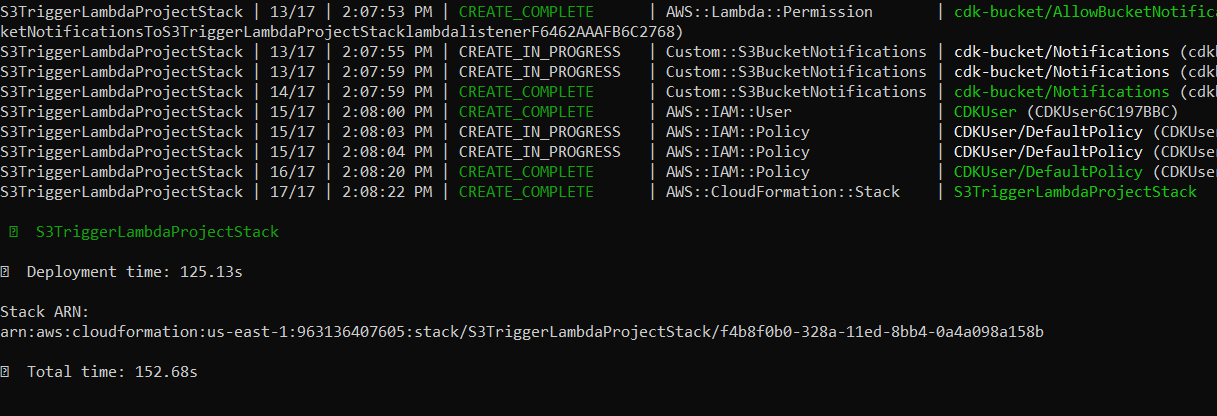 S3TriggerLambdaProjectStack | 13/17 | 2:07:53 PM | CREATE_COMPLETE | AWS::Lambda::Permission | cdk-bucket/AllowBucketNotifica
ketNotificationsToS3TriggerLambdaProjectStacklambdalistenerF6462AAAFB6C2768)
S3TriggerLambdaProjectStack | 13/17 | 2:07:55 PM | CREATE_IN_PROGRESS | Custom::S3BucketNotifications | cdk-bucket/Notifications (cdkb
S3TriggerLambdaProjectStack | 13/17 | 2:07:59 PM | CREATE_IN_PROGRESS | Custom::S3BucketNotifications | cdk-bucket/Notifications (cdkb
S3TriggerLambdaProjectStack | 14/17 | 2:07:59 PM | CREATE_COMPLETE | Custom::S3BucketNotifications | cdk-bucket/Notifications (cdkb
S3TriggerLambdaProjectStack | 15/17 | 2:08:00 PM | CREATE_COMPLETE | AWS::IAM::User | CDKUser (CDKUser6C197BBC)
S3TriggerLambdaProjectStack | 15/17 | 2:08:03 PM | CREATE_IN_PROGRESS | AWS::IAM::Policy | CDKUser/DefaultPolicy (CDKUser
S3TriggerLambdaProjectStack | 15/17 | 2:08:04 PM | CREATE_IN_PROGRESS | AWS::IAM::Policy | CDKUser/DefaultPolicy (CDKUser
S3TriggerLambdaProjectStack | 16/17 | 2:08:20 PM | CREATE_COMPLETE | AWS::IAM::Policy | CDKUser/DefaultPolicy (CDKUser
S3TriggerLambdaProjectStack | 17/17 | 2:08:22 PM | CREATE_COMPLETE | AWS::CloudFormation::Stack | S3TriggerLambdaProjectStack
S3TriggerLambdaProjectStack
Deployment time: 125.13s
Stack ARN:
arn:aws:cloudformation:us-east-1:963136407605:stack/S3TriggerLambdaProjectStack/f4b8f0b0-328a-11ed-8bb4-0a4a098a158b
Total time: 152.68s